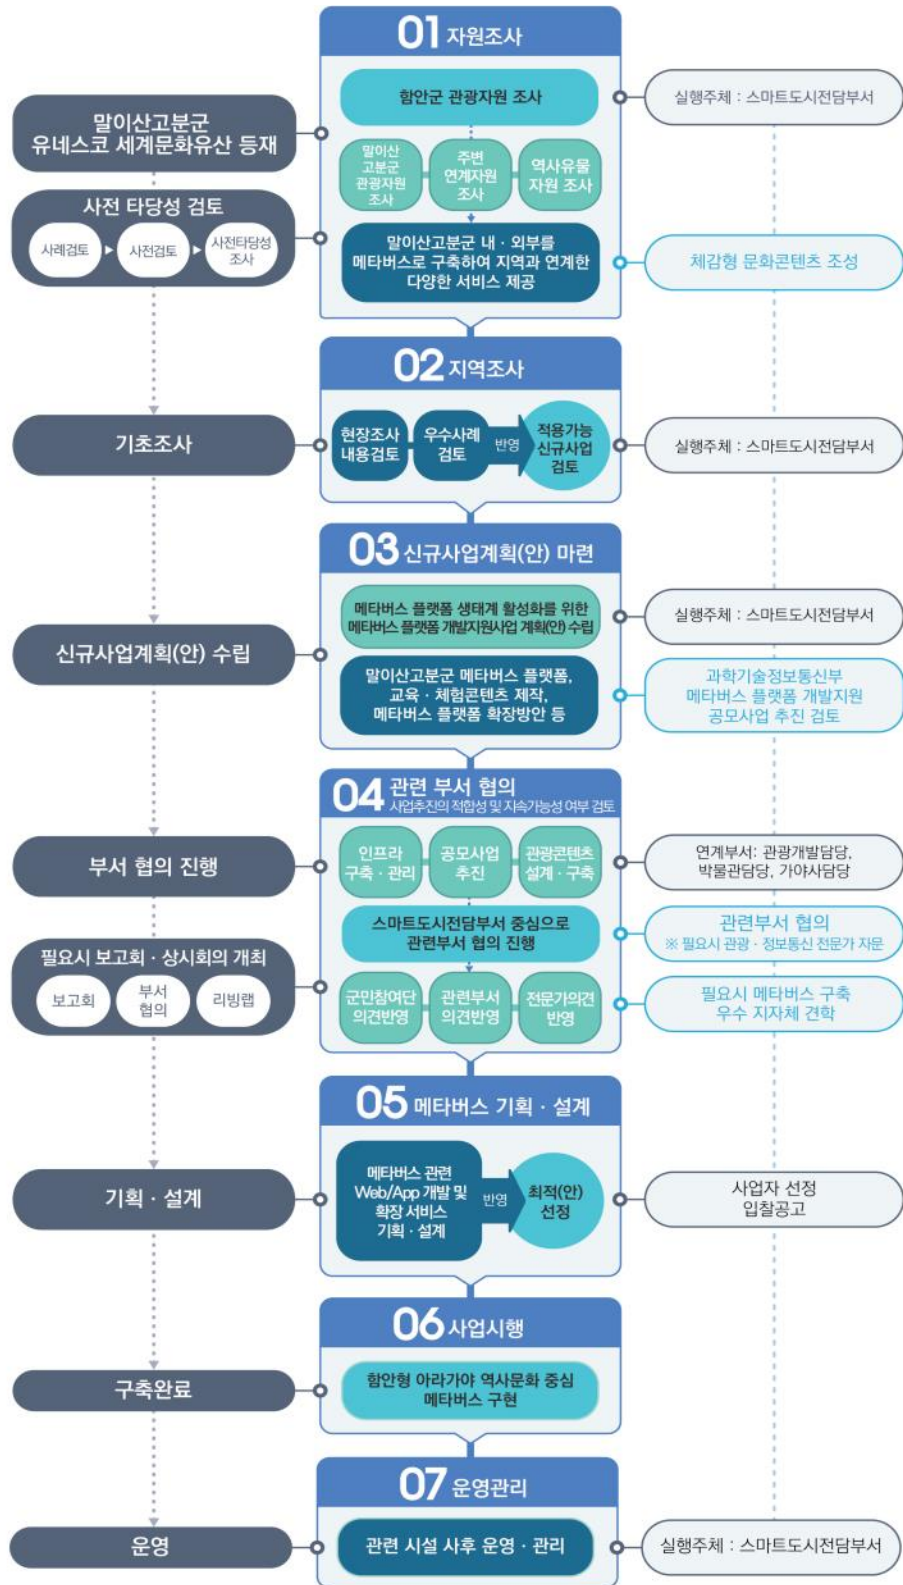 01 자원조사
함안군 관광자원 조사
실행주체 : 스마트도시전담부서
말이산고분군
유네스코 세계문화유산 등재
말이산
고분군
관광자원
조사
주변
연계자원
조사
역사유물
자원 조사
사전 타당성 검토
사례검토
사전검토
사전타당성
조사
말이산고분군 내 · 외부를
메타버스로 구축하여 지역과 연계한
다양한 서비스 제공
체감형 문화콘텐츠 조성
02 지역조사
기초조사
현장조사
내용검토
우수사례
검토
반영
적용가능
신규사업
검토
실행주체 : 스마트도시전담부서
03 신규사업계획(안) 마련
신규사업계획(안) 수립
메타버스 플랫폼 생태계 활성화를 위한
메타버스 플랫폼 개발지원사업 계획(안) 수립
실행주체 : 스마트도시전담부서
말이산고분군 메타버스 플랫폼,
교육 · 체험콘텐츠 제작,
메타버스 플랫폼 확장방안 등
과학기술정보통신부
메타버스 플랫폼 개발지원
공모사업 추진 검토
04 관련 부서 협의
사업추진의 적합성 및 지속가능성 여부 검토
부서 협의 진행
인프라
구축 · 관리
공모사업
추진
관광콘텐츠
설계 · 구축
연계부서: 관광개발담당,
박물관담당, 가야사담당
스마트도시전담부서 중심으로
관련부서 협의 진행
관련부서 협의
※ 필요시 관광 · 정보통신 전문가 자문
필요시 보고회 · 상시회의 개최
보고회
부서
협의
리빙랩
군민참여단
의견반영
관련부서
의견반영
전문가의견
반영
필요시 메타버스 구축
우수 지자체 견학
05 메타버스 기획 · 설계
기획 · 설계
메타버스 관련
Web/App 개발 및
확장 서비스
기획 · 설계
반영
최적(안)
선정
사업자 선정
입찰공고
06 사업시행
구축완료
함안형 아라가야 역사문화 중심
메타버스 구현
07 운영관리
운영
관련 시설 사후 운영 · 관리
실행주체 : 스마트도시전담부서